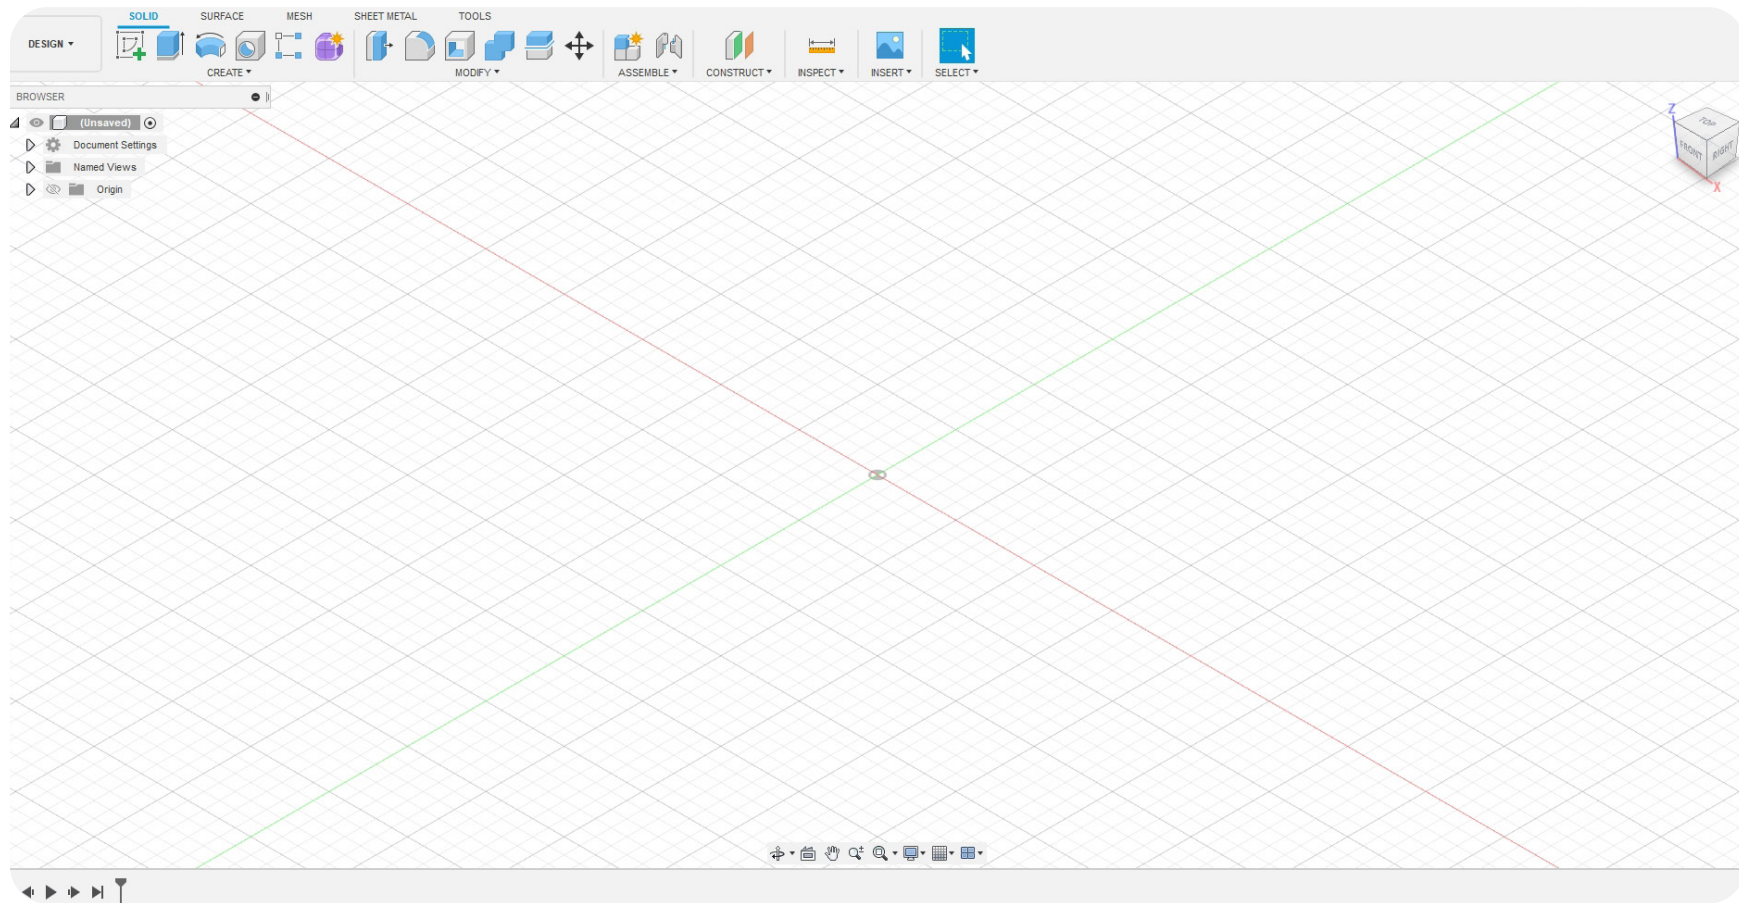 SOLID SURFACE MESH SHEET METAL TOOLS
DESIGN
CREATE MODIFY ASSEMBLE CONSTRUCT INSPECT INSERT SELECT
BROWSER
(Unsaved)
Document Settings
Named Views
Origin
Z
TOP
FRONT RIGHT
X